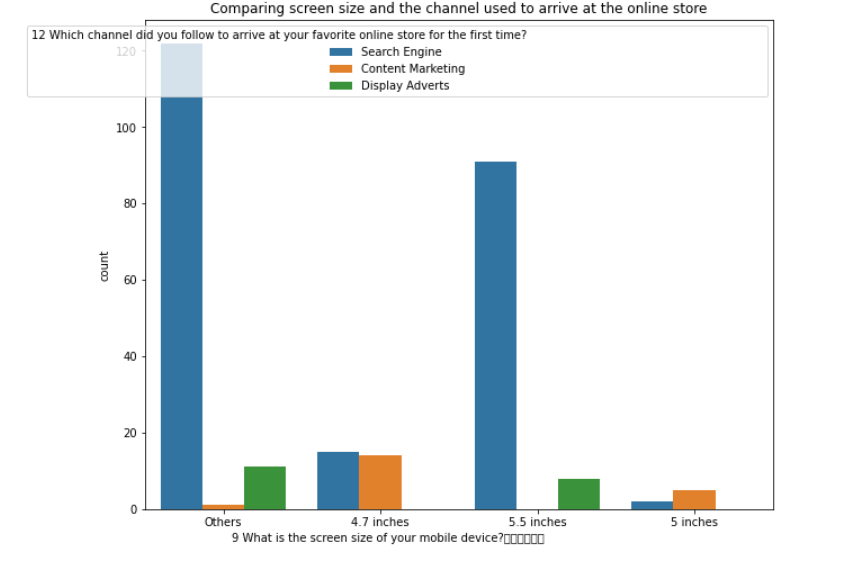 Comparing screen size and the channel used to arrive at the online store
12 Which channel did you follow to arrive at your favorite online store for the first time?
Search Engine
Content Marketing
Display Adverts
120
100
80
60
40
20
0
count
Others 4.7 inches 5.5 inches 5 inches
9 What is the screen size of your mobile device?□□□□□□